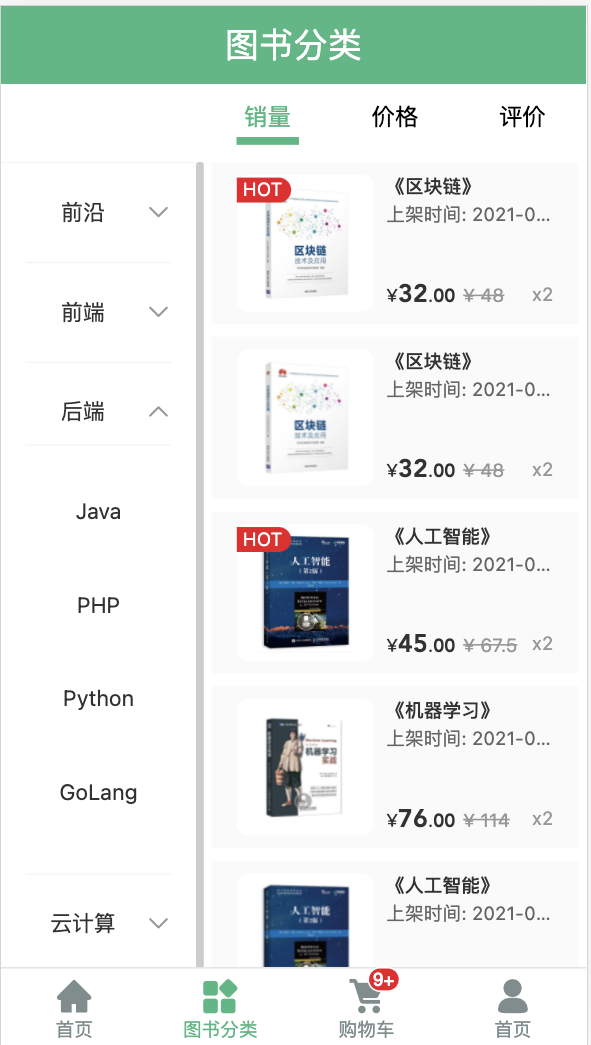 图书分类
销量 价格 评价
前沿
前端
后端
Java
PHP
Python
GoLang
云计算
HOT
区块链
技术及应用
《区块链》
上架时间: 2021-0...
¥32.00 ¥48 x2
区块链
技术及应用
《区块链》
上架时间: 2021-0...
¥32.00 ¥48 x2
HOT
人工智能
(第2版)
《人工智能》
上架时间: 2021-0...
¥45.00 ¥67.5 x2
机器学习
实战
《机器学习》
上架时间: 2021-0...
¥76.00 ¥114 x2
人工智能
(第2版)
《人工智能》
上架时间: 2021-0...
9+
首页 图书分类 购物车 首页